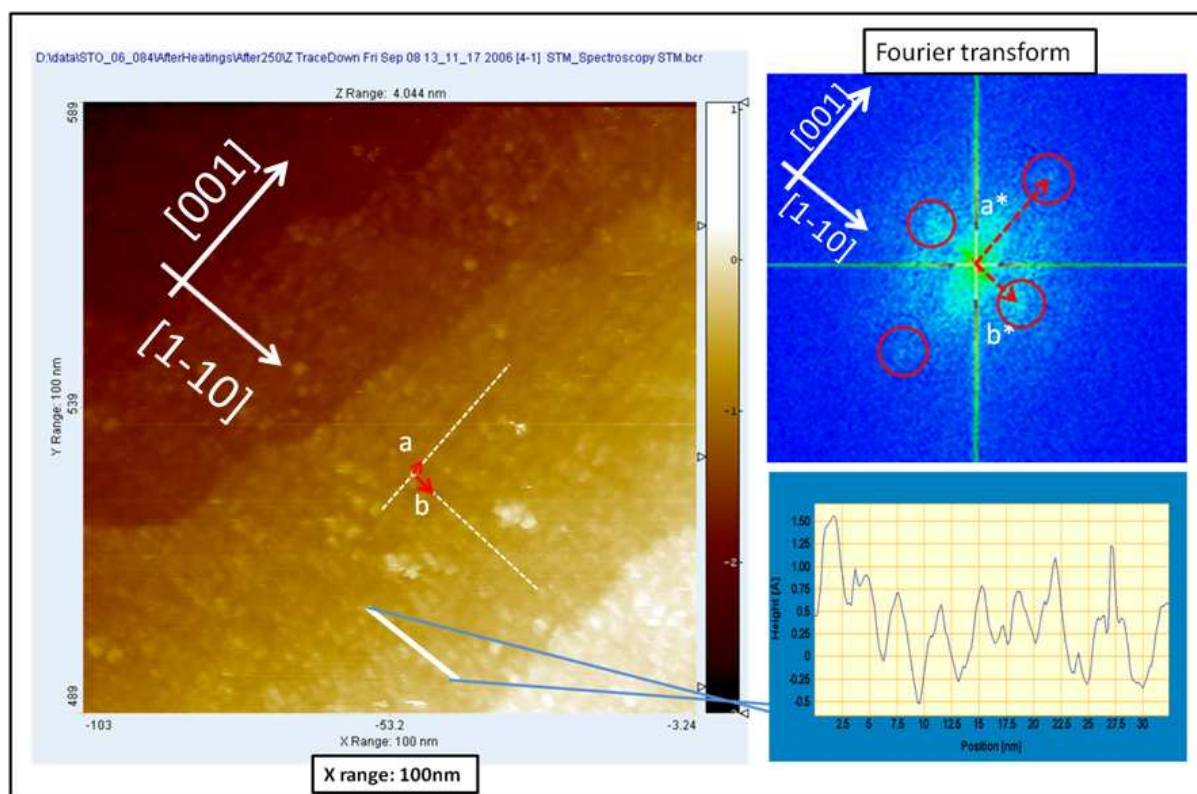 D:\data\STO_06_084\AfterHeatings\After250\Z TraceDown Fri Sep 08 13_11_17 2006 [4-1] STM_Spectroscopy STM.bcr
Z Range: 4.044 nm
589
Y Range: 100 nm
539
489
[001]
[1-10]
a
b
1
0
-1
-2
-103
-53.2
-3.24
X Range: 100 nm
X range: 100nm
Fourier transform
[001]
[1-10]
a*
b*
Height [A]
1.50
1.25
1.00
0.75
0.50
0.25
0
-0.25
-0.5
2.5 5 7.5 10 12.5 15 17.5 20 22.5 25 27.5 30
Position [nm]